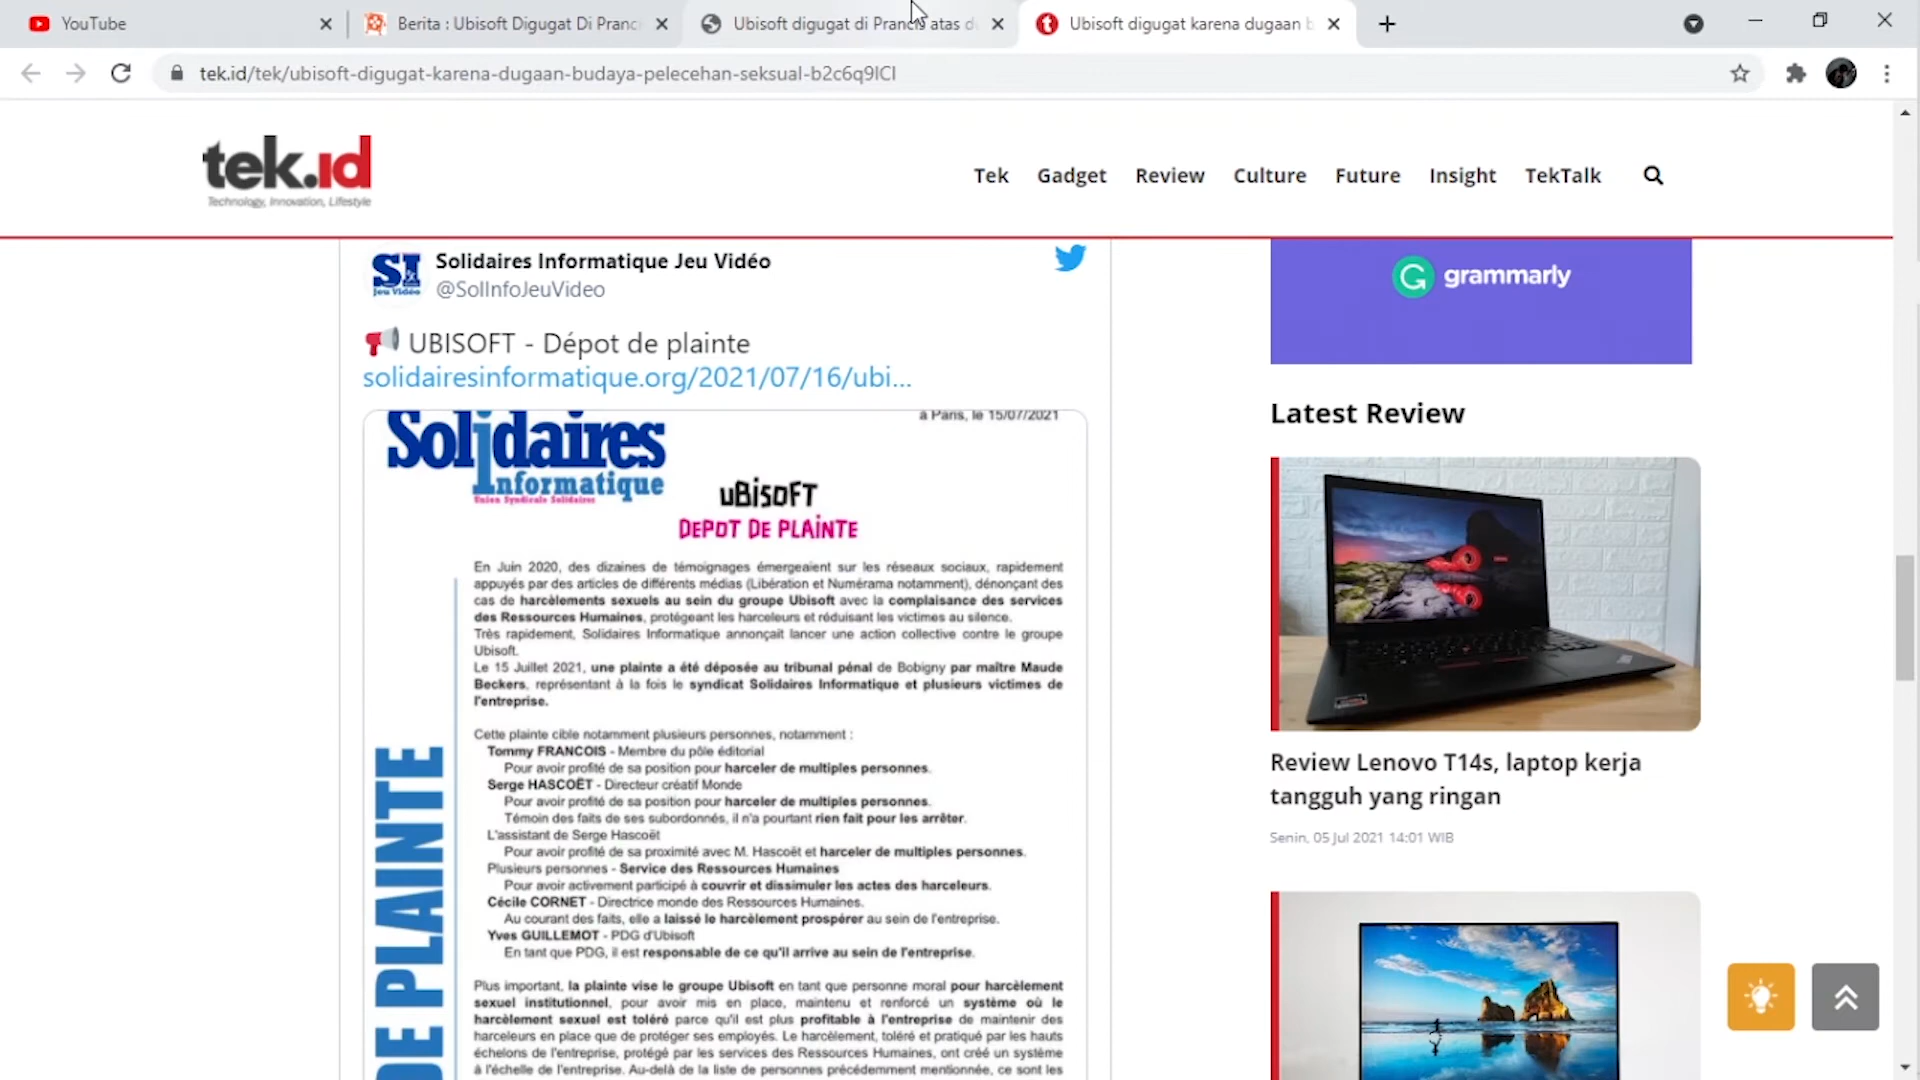 YouTube
Berita : Ubisoft Digugat Di Pranc
Ubisoft digugat di Prancis atas d
Ubisoft digugat karena dugaan b
tek.id/tek/ubisoft-digugat-karena-dugaan-budaya-pelecehan-seksual-b2c6q9lCl
tek.id
Technology, Innovation, Lifestyle
Tek Gadget Review Culture Future Insight TekTalk
SI
Jeu Vidéo
Solidaires Informatique Jeu Vidéo
@SolInfoJeuVideo
UBISOFT - Dépot de plainte
solidairesinformatique.org/2021/07/16/ubi...
à Paris, le 15/07/2021
Solidaires
Informatique
Union Syndicale Solidaires
UBISOFT
DEPOT DE PLAINTE
En Juin 2020, des dizaines de témoignages émergeaient sur les réseaux sociaux, rapidement
appuyés par des articles de différents médias (Libération et Numérama notamment), dénonçant des
cas de harcèlements sexuels au sein du groupe Ubisoft avec la complaisance des services
des Ressources Humaines, protégeant les harceleurs et réduisant les victimes au silence.
Très rapidement, Solidaires Informatique annonçait lancer une action collective contre le groupe
Ubisoft.
Le 15 Juillet 2021, une plainte a été déposée au tribunal pénal de Bobigny par maître Maude
Beckers, représentant à la fois le syndicat Solidaires Informatique et plusieurs victimes de
l'entreprise.
Cette plainte cible notamment plusieurs personnes, notamment :
Tommy FRANCOIS - Membre du pôle éditorial
Pour avoir profité de sa position pour harceler de multiples personnes.
Serge HASCOËT - Directeur créatif Monde
Pour avoir profité de sa position pour harceler de multiples personnes.
Témoin des faits de ses subordonnés, il n'a pourtant rien fait pour les arrêter.
L'assistant de Serge Hascoët
Pour avoir profité de sa proximité avec M. Hascoët et harceler de multiples personnes.
Plusieurs personnes - Service des Ressources Humaines
Pour avoir activement participé à couvrir et dissimuler les actes des harceleurs.
Cécile CORNET - Directrice monde des Ressources Humaines.
Au courant des faits, elle a laissé le harcèlement prospérer au sein de l'entreprise.
Yves GUILLEMOT - PDG d'Ubisoft
En tant que PDG, il est responsable de ce qu'il arrive au sein de l'entreprise.
Plus important, la plainte vise le groupe Ubisoft en tant que personne moral pour harcèlement
sexuel institutionnel, pour avoir mis en place, maintenu et renforcé un système où le
harcèlement sexuel est toléré parce qu'il est plus profitable à l'entreprise de maintenir des
harceleurs en place que de protéger ses employés. Le harcèlement, toléré et pratiqué par les hauts
échelons de l'entreprise, protégé par les services des Ressources Humaines, ont créé un système
à l'échelle de l'entreprise. Au-delà de la liste de personnes précédemment mentionnée, ce sont les
DE PLAINTE
grammarly
Latest Review
Review Lenovo T14s, laptop kerja
tangguh yang ringan
Senin, 05 Jul 2021 14:01 WIB